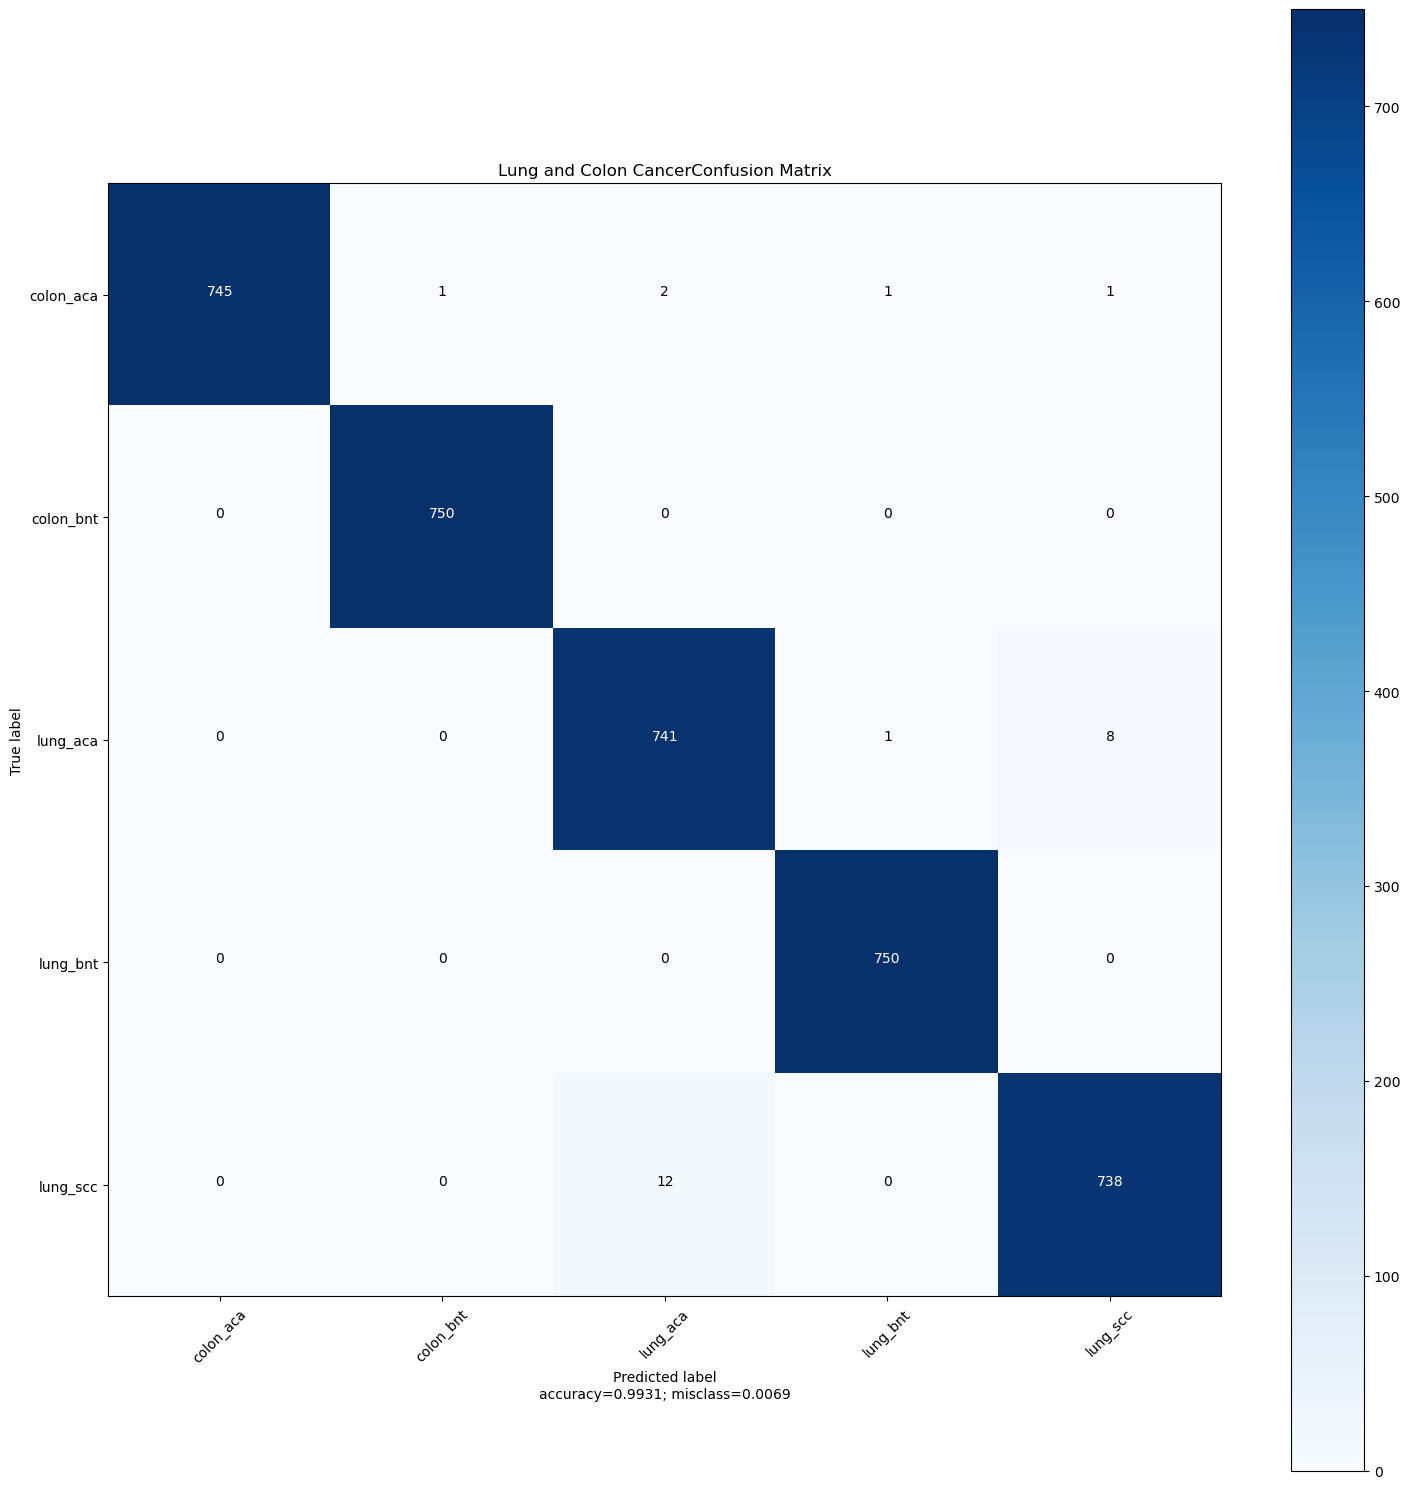 Lung and Colon CancerConfusion Matrix
True label
colon_aca 745 1 2 1 1
colon_bnt 0 750 0 0 0
lung_aca 0 0 741 1 8
lung_bnt 0 0 0 750 0
lung_scc 0 0 12 0 738
colon_aca colon_bnt lung_aca lung_bnt lung_scc
Predicted label
accuracy=0.9931; misclass=0.0069
700
600
500
400
300
200
100
0